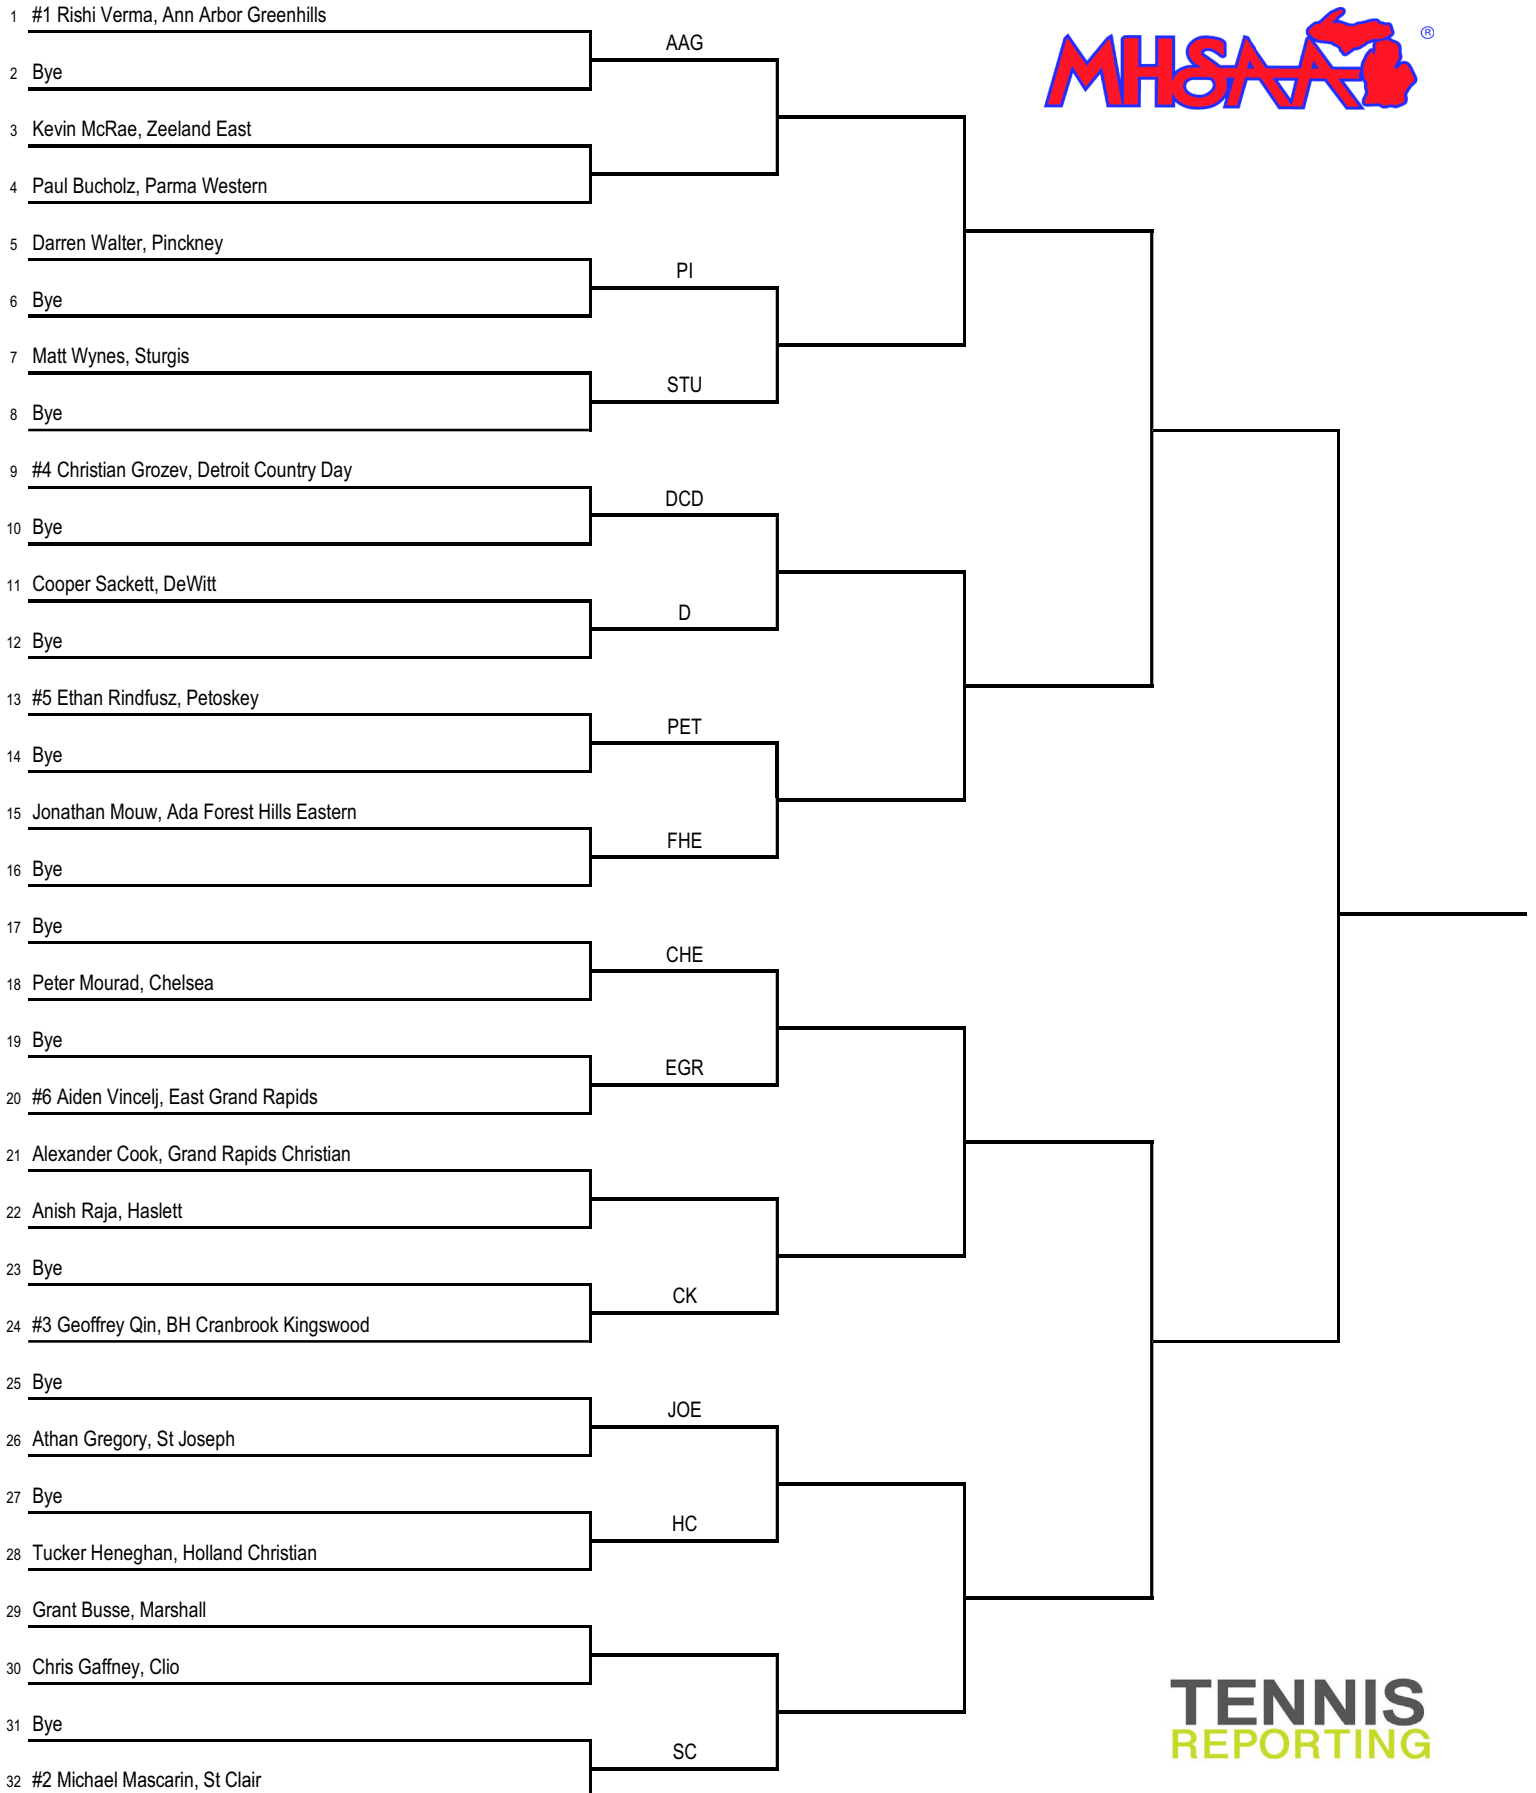 1 #1 Rishi Verma, Ann Arbor Greenhills
AAG
MHSAA ®
2 Bye
3 Kevin McRae, Zeeland East
4 Paul Bucholz, Parma Western
5 Darren Walter, Pinckney
PI
6 Bye
7 Matt Wynes, Sturgis
STU
8 Bye
9 #4 Christian Grozev, Detroit Country Day
DCD
10 Bye
11 Cooper Sackett, DeWitt
D
12 Bye
13 #5 Ethan Rindfusz, Petoskey
PET
14 Bye
15 Jonathan Mouw, Ada Forest Hills Eastern
FHE
16 Bye
17 Bye
CHE
18 Peter Mourad, Chelsea
19 Bye
EGR
20 #6 Aiden Vincelj, East Grand Rapids
21 Alexander Cook, Grand Rapids Christian
22 Anish Raja, Haslett
23 Bye
CK
24 #3 Geoffrey Qin, BH Cranbrook Kingswood
25 Bye
JOE
26 Athan Gregory, St Joseph
27 Bye
HC
28 Tucker Heneghan, Holland Christian
29 Grant Busse, Marshall
30 Chris Gaffney, Clio
31 Bye
SC
32 #2 Michael Mascarin, St Clair
TENNIS
REPORTING